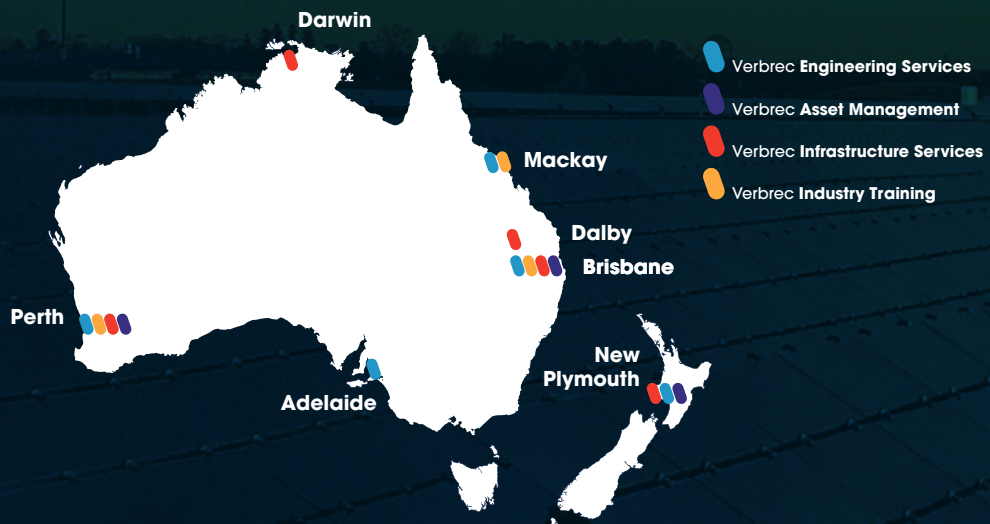 Darwin
Verbrec Engineering Services
Verbrec Asset Management
Verbrec Infrastructure Services
Verbrec Industry Training
Mackay
Dalby
Brisbane
Perth
New
Plymouth
Adelaide